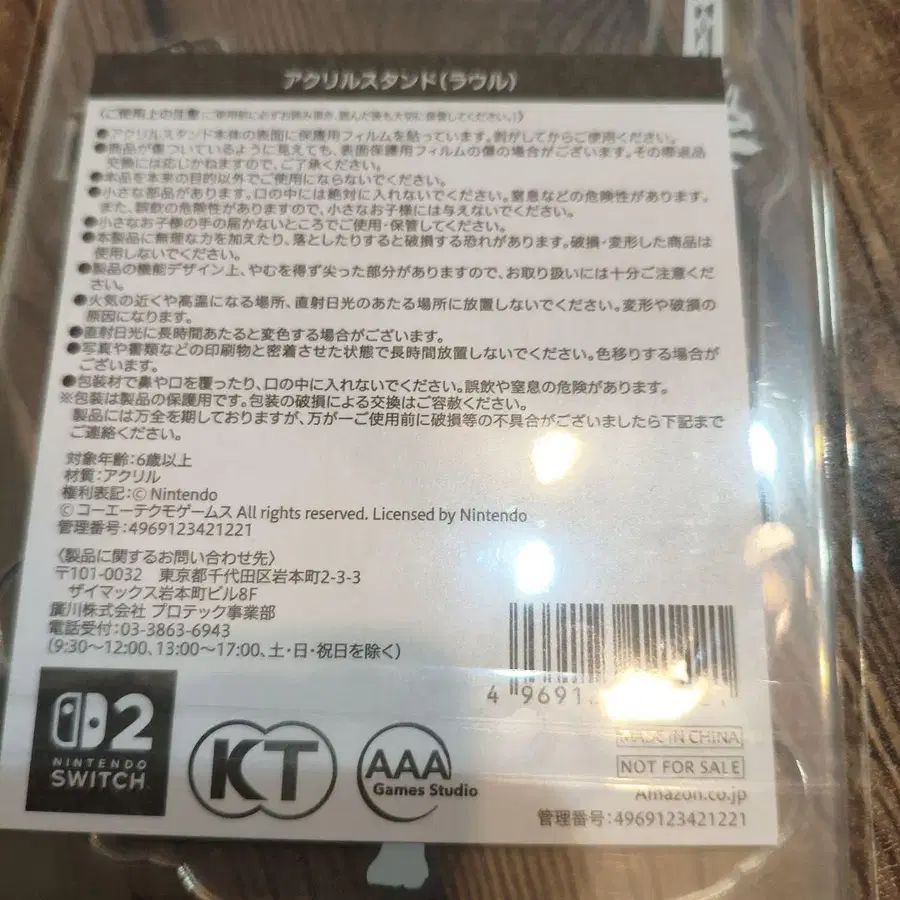 アクリルスタンド(ラウル)
〈ご使用上の注意(ご使用前に必ずお読み頂き、読んだ後も大切に保管してください。)〉
●アクリルスタンド本体の表面に保護用フィルムを貼っています。剥がしてからご使用ください。
●商品が傷ついているように見えても、表面保護用フィルムの傷の場合がございます。その際返品
交換には応じかねますので、ご了承ください。
●本品を本来の目的以外でご使用にならないでください。
●小さな部品があります。口の中には絶対に入れないでください。窒息などの危険性があります。
また、誤飲の危険性がありますので、小さなお子様には与えないでください。
●小さなお子様の手の届かないところでご使用・保管してください。
●本製品に無理な力を加えたり、落としたりすると破損する恐れがあります。破損・変形した商品は
使用しないでください。
●製品の機能デザイン上、やむを得ず尖った部分がありますので、お取り扱いには十分ご注意くだ
さい。
●火気の近くや高温になる場所、直射日光のあたる場所に放置しないでください。変形や破損の
原因になります。
●直射日光に長時間あたると変色する場合がございます。
●写真や書類などの印刷物と密着させた状態で長時間放置しないでください。色移りする場合が
ございます。
●包装材で鼻や口を覆ったり、口の中に入れないでください。誤飲や窒息の危険があります。
※包装は製品の保護用です。包装の破損による交換はご容赦ください。
製品には万全を期しておりますが、万が一ご使用前に破損等の不具合がございましたら下記まで
ご連絡ください。
対象年齢:6歳以上
材質:アクリル
権利表記:© Nintendo
© コーエーテクモゲームス All rights reserved. Licensed by Nintendo
管理番号:4969123421221
〈製品に関するお問い合わせ先〉
〒101-0032 東京都千代田区岩本町2-3-3
ザイマックス岩本町ビル8F
廣川株式会社 プロテック事業部
電話受付:03-3863-6943
(9:30〜12:00、13:00〜17:00、土・日・祝日を除く)
4 9691
2
NINTENDO
SWITCH
KT
AAA
Games Studio
MADE IN CHINA
NOT FOR SALE
Amazon.co.jp
管理番号:4969123421221